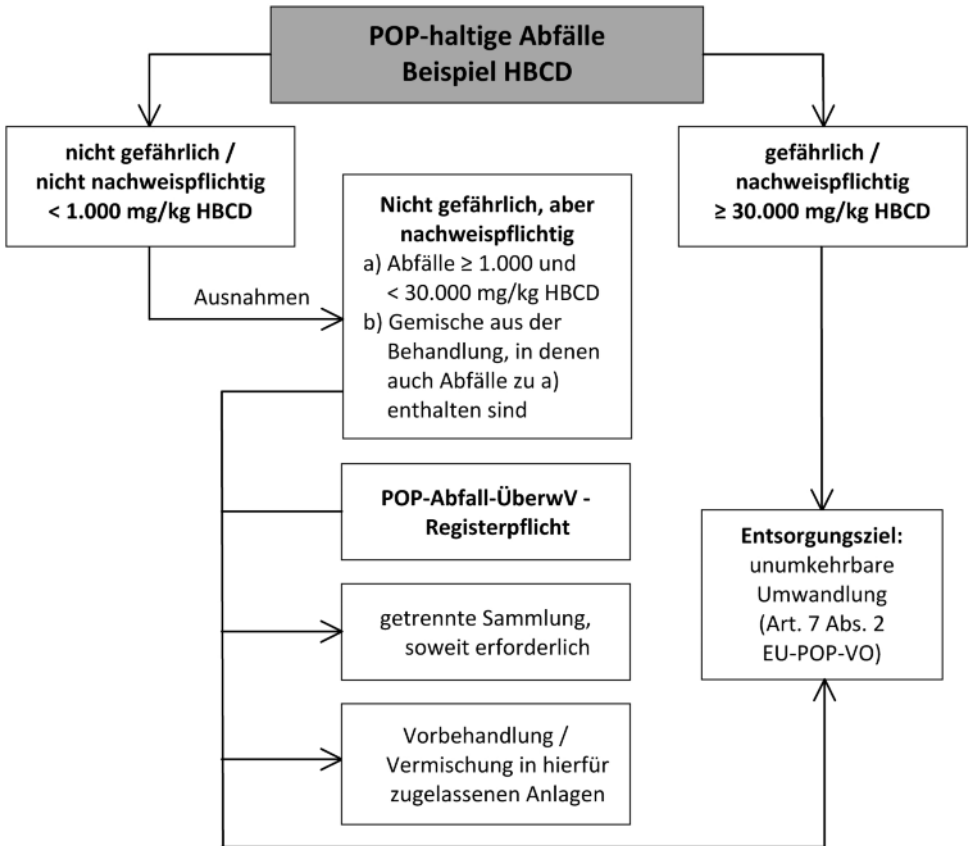 POP-haltige Abfälle
Beispiel HBCD
nicht gefährlich /
nicht nachweispflichtig
< 1.000 mg/kg HBCD
gefährlich /
nachweispflichtig
≥ 30.000 mg/kg HBCD
Ausnahmen
Nicht gefährlich, aber
nachweispflichtig
a) Abfälle ≥ 1.000 und
< 30.000 mg/kg HBCD
b) Gemische aus der
Behandlung, in denen
auch Abfälle zu a)
enthalten sind
POP-Abfall-ÜberwV -
Registerpflicht
getrennte Sammlung,
soweit erforderlich
Vorbehandlung /
Vermischung in hierfür
zugelassenen Anlagen
Entsorgungsziel:
unumkehrbare
Umwandlung
(Art. 7 Abs. 2
EU-POP-VO)